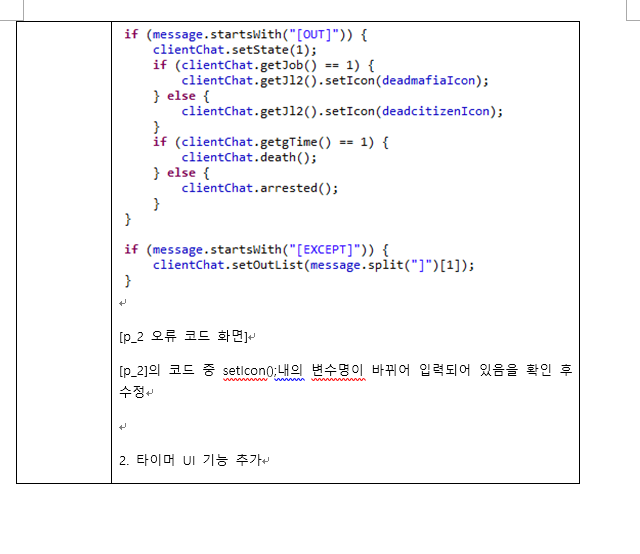 if (message.startsWith("[OUT]")) {
    clientChat.setState(1);
    if (clientChat.getJob() == 1) {
        clientChat.getJl2().setIcon(deadmafiaIcon);
    } else {
        clientChat.getJl2().setIcon(deadcitizenIcon);
    }
    if (clientChat.getgTime() == 1) {
        clientChat.death();
    } else {
        clientChat.arrested();
    }
}
if (message.startsWith("[EXCEPT]")) {
    clientChat.setOutList(message.split("]")[1]);
}
[p_2 오류 코드 화면]
[p_2]의 코드 중 setIcon();내의 변수명이 바뀌어 입력되어 있음을 확인 후
수정
2. 타이머 UI 기능 추가